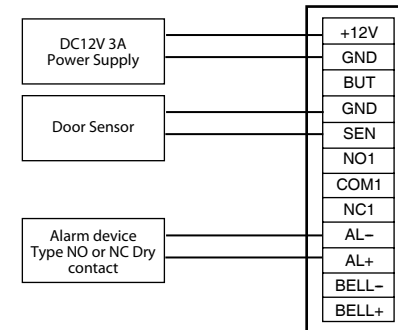 DC12V 3A
Power Supply
Door Sensor
Alarm device
Type NO or NC Dry
contact
+12V
GND
BUT
GND
SEN
NO1
COM1
NC1
AL−
AL+
BELL−
BELL+